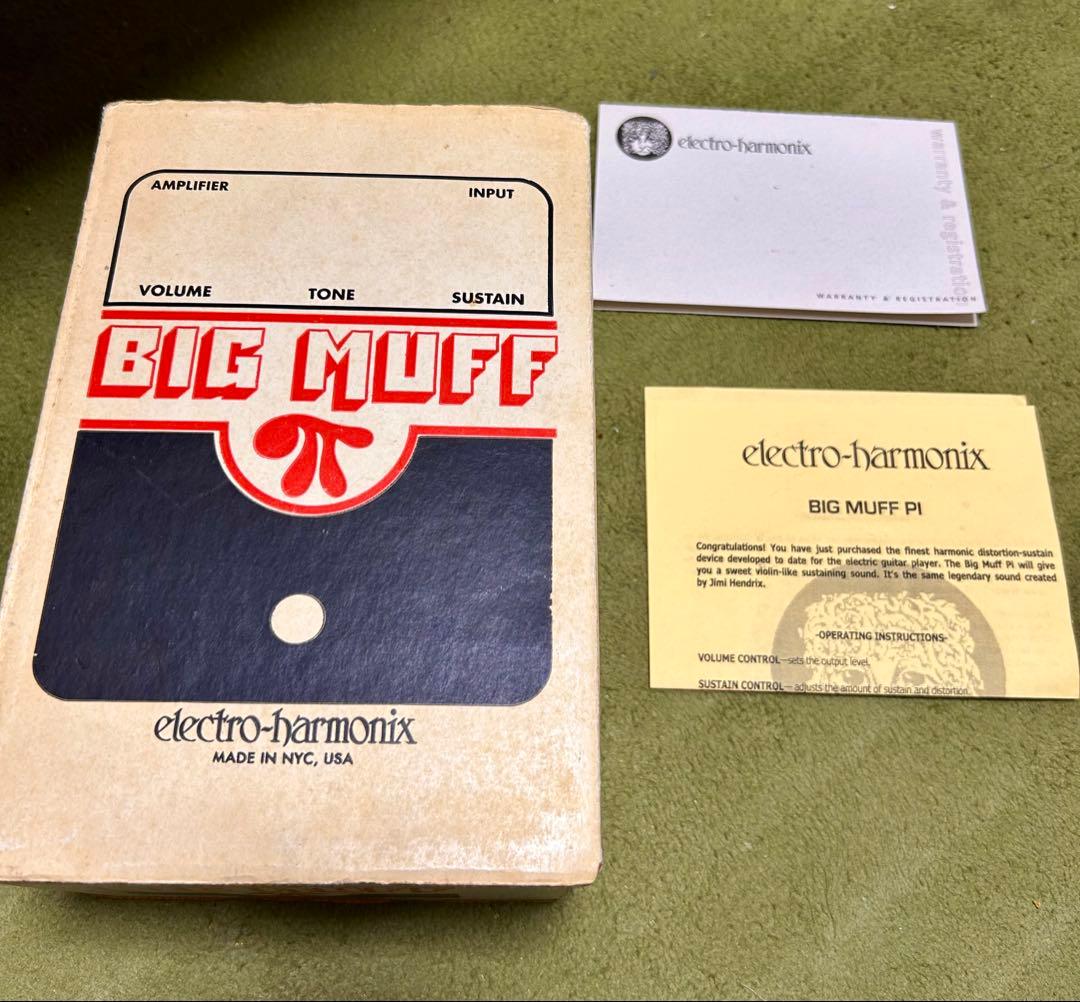 AMPLIFIER INPUT
VOLUME TONE SUSTAIN
BIG MUFF
π
electro-harmonix
MADE IN NYC, USA
electro-harmonix
warranty & registration
WARRANTY & REGISTRATION
electro-harmonix
BIG MUFF PI
Congratulations! You have just purchased the finest harmonic distortion-sustain
device developed to date for the electric guitar player. The Big Muff Pi will give
you a sweet violin-like sustaining sound. It's the same legendary sound created
by Jimi Hendrix.
-OPERATING INSTRUCTIONS-
VOLUME CONTROL—sets the output level.
SUSTAIN CONTROL—adjusts the amount of sustain and distortion.